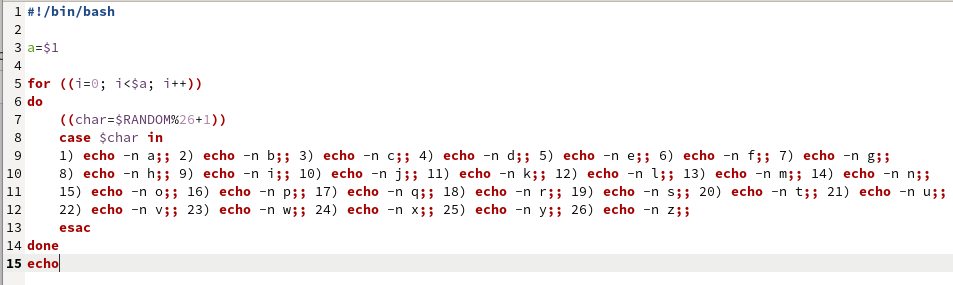 1 #!/bin/bash
2
3 a=$1
4
5 for ((i=0; i<$a; i++))
6 do
7     ((char=$RANDOM%26+1))
8     case $char in
9     1) echo -n a;; 2) echo -n b;; 3) echo -n c;; 4) echo -n d;; 5) echo -n e;; 6) echo -n f;; 7) echo -n g;;
10     8) echo -n h;; 9) echo -n i;; 10) echo -n j;; 11) echo -n k;; 12) echo -n l;; 13) echo -n m;; 14) echo -n n;;
11     15) echo -n o;; 16) echo -n p;; 17) echo -n q;; 18) echo -n r;; 19) echo -n s;; 20) echo -n t;; 21) echo -n u;;
12     22) echo -n v;; 23) echo -n w;; 24) echo -n x;; 25) echo -n y;; 26) echo -n z;;
13     esac
14 done
15 echo